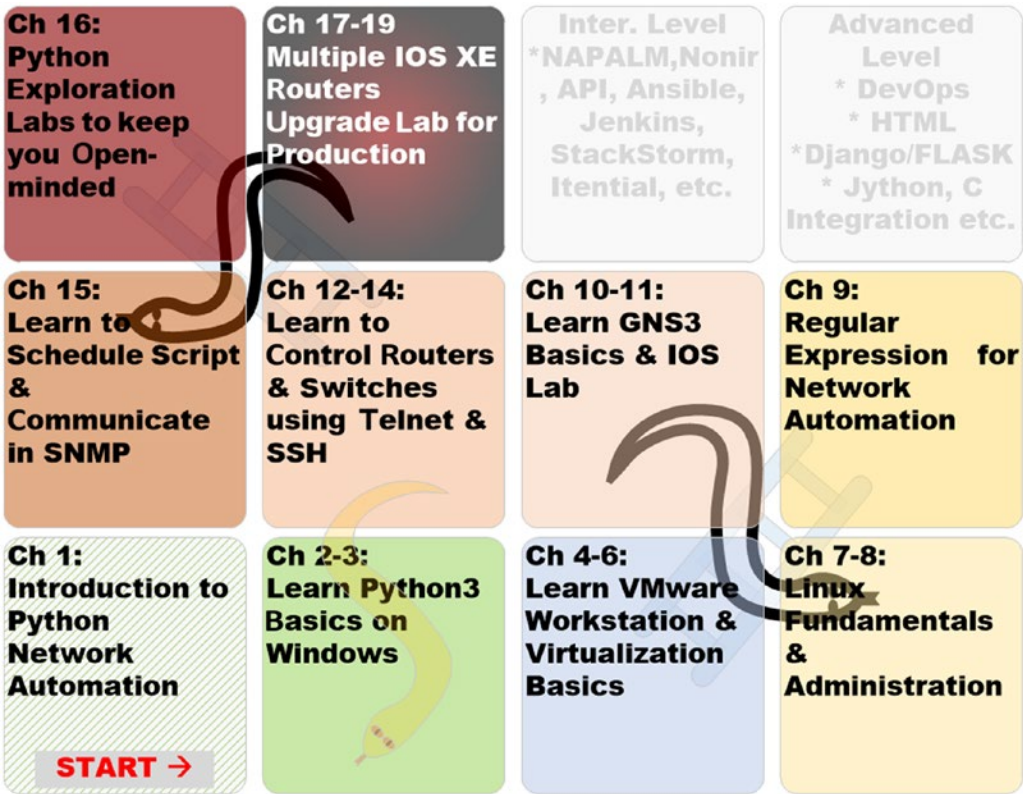 Ch 16:
Python
Exploration
Labs to keep
you Open-
minded
Ch 17-19
Multiple IOS XE
Routers
Upgrade Lab for
Production
Inter. Level
*NAPALM,Nonir
, API, Ansible,
Jenkins,
StackStorm,
Itential, etc.
Advanced
Level
* DevOps
* HTML
*Django/FLASK
* Jython, C
Integration etc.
Ch 15:
Learn to
Schedule Script
&
Communicate
in SNMP
Ch 12-14:
Learn to
Control Routers
& Switches
using Telnet &
SSH
Ch 10-11:
Learn GNS3
Basics & IOS
Lab
Ch 9:
Regular
Expression for
Network
Automation
Ch 1:
Introduction to
Python
Network
Automation
START →
Ch 2-3:
Learn Python3
Basics on
Windows
Ch 4-6:
Learn VMware
Workstation &
Virtualization
Basics
Ch 7-8:
Linux
Fundamentals
&
Administration